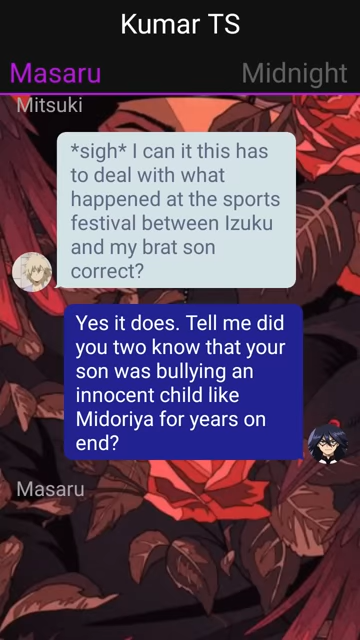 Kumar TS
Masaru Midnight
Mitsuki
*sigh* I can it this has
to deal with what
happened at the sports
festival between Izuku
and my brat son
correct?
Yes it does. Tell me did
you two know that your
son was bullying an
innocent child like
Midoriya for years on
end?
Masaru